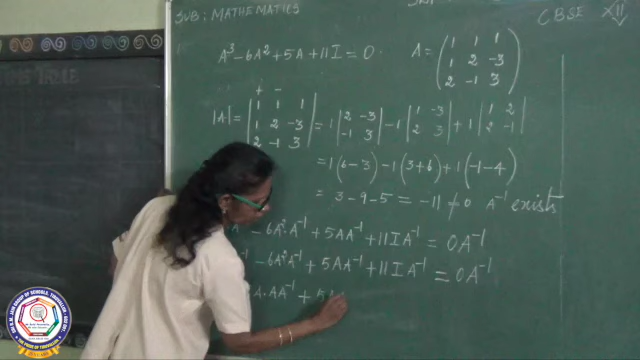 SUB: MATHEMATICS
CBSE XII
A³ - 6A² + 5A + 11I = 0. A = ( 1 1 1
1 2 -3
2 -1 3 )
+ -
|A| = | 1 1 1
1 2 -3
2 -1 3 | = 1 | 2 -3
-1 3 | -1 | 1 -3
2 3 | +1 | 1 2
2 -1 |
= 1(6-3) -1(3+6) +1(-1-4)
= 3 - 9 - 5 = -11 ≠ 0 A⁻¹ exists
- 6A²·A⁻¹ + 5AA⁻¹ + 11IA⁻¹ = 0A⁻¹
- 6A²A⁻¹ + 5AA⁻¹ + 11IA⁻¹ = 0A⁻¹
A·AA⁻¹ + 5A